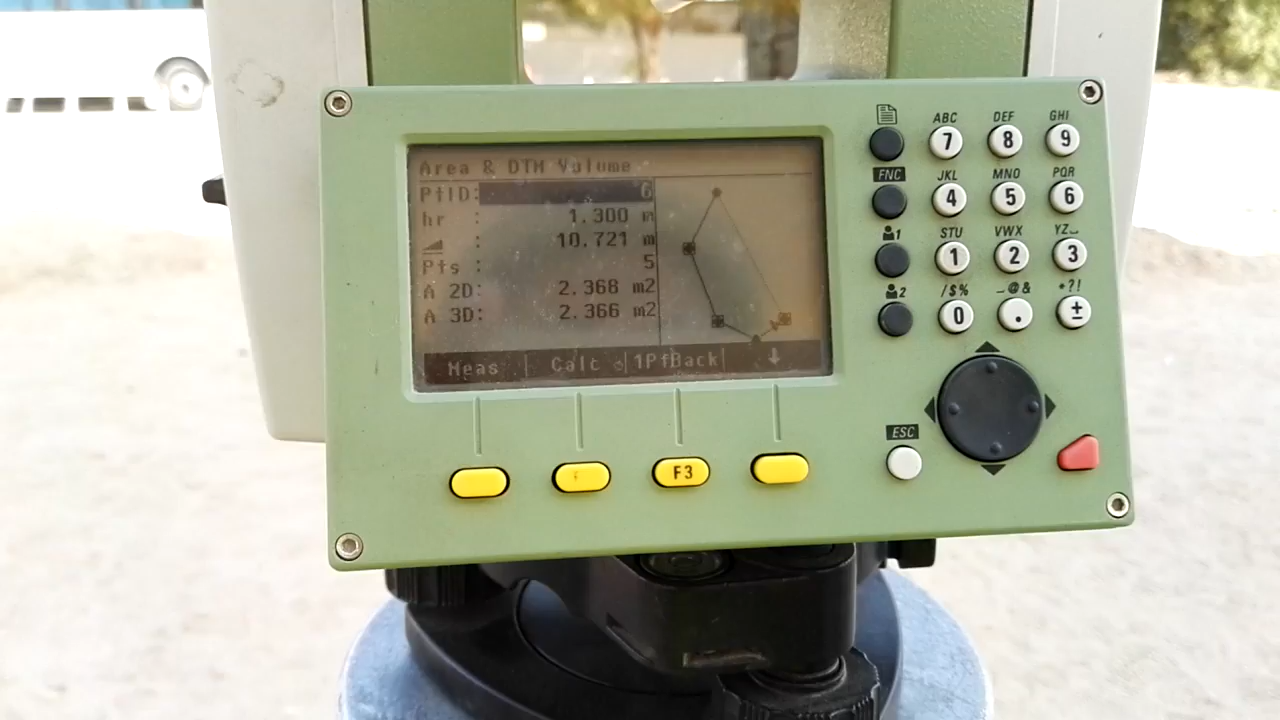 Area & DTM Volume
PtID: 6
hr : 1.300 m
: 10.721 m
Pts : 5
A 2D: 2.368 m2
A 3D: 2.366 m2
Meas Calc 1PtBack ↓
F3
ABC DEF GHI
7 8 9
FNC JKL MNO PQR
4 5 6
1 STU VWX YZ
1 2 3
2 /$% _@& *?!
0 . ±
ESC